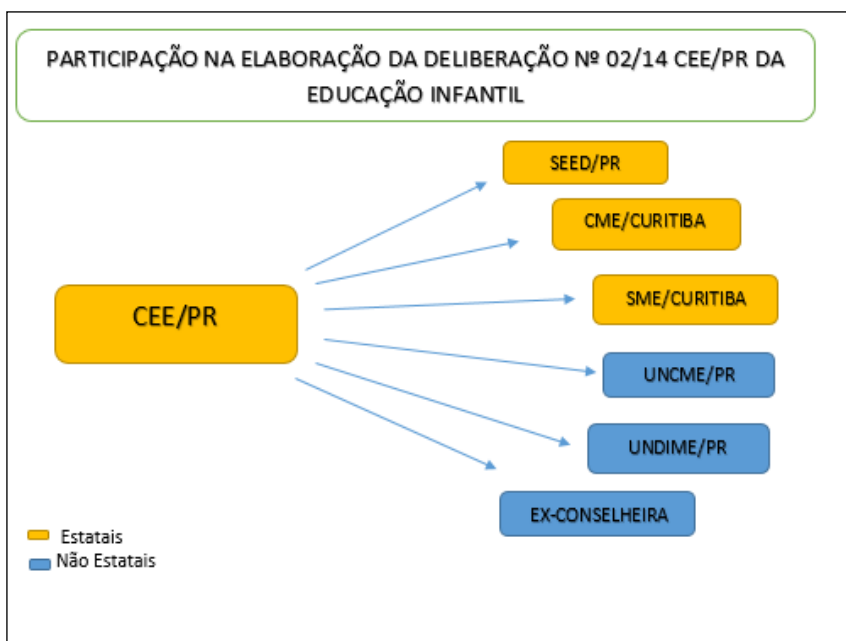 PARTICIPAÇÃO NA ELABORAÇÃO DA DELIBERAÇÃO Nº 02/14 CEE/PR DA
EDUCAÇÃO INFANTIL
SEED/PR
CME/CURITIBA
SME/CURITIBA
CEE/PR
UNCME/PR
UNDIME/PR
EX-CONSELHEIRA
Estatais
Não Estatais